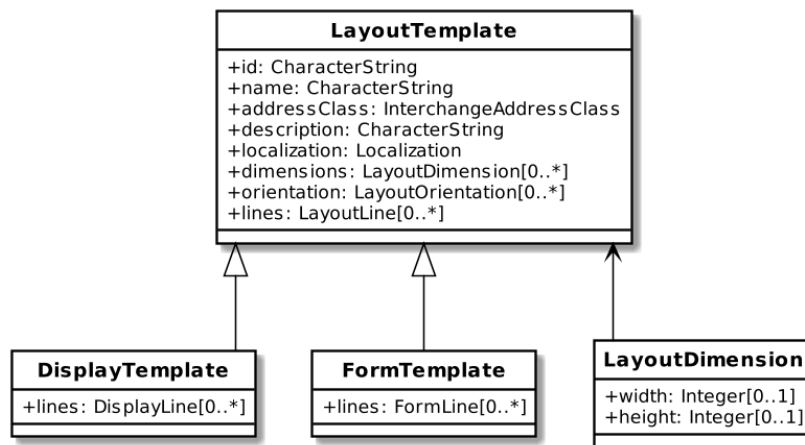 LayoutTemplate
+id: CharacterString
+name: CharacterString
+addressClass: InterchangeAddressClass
+description: CharacterString
+localization: Localization
+dimensions: LayoutDimension[0..*]
+orientation: LayoutOrientation[0..*]
+lines: LayoutLine[0..*]
DisplayTemplate
+lines: DisplayLine[0..*]
FormTemplate
+lines: FormLine[0..*]
LayoutDimension
+width: Integer[0..1]
+height: Integer[0..1]